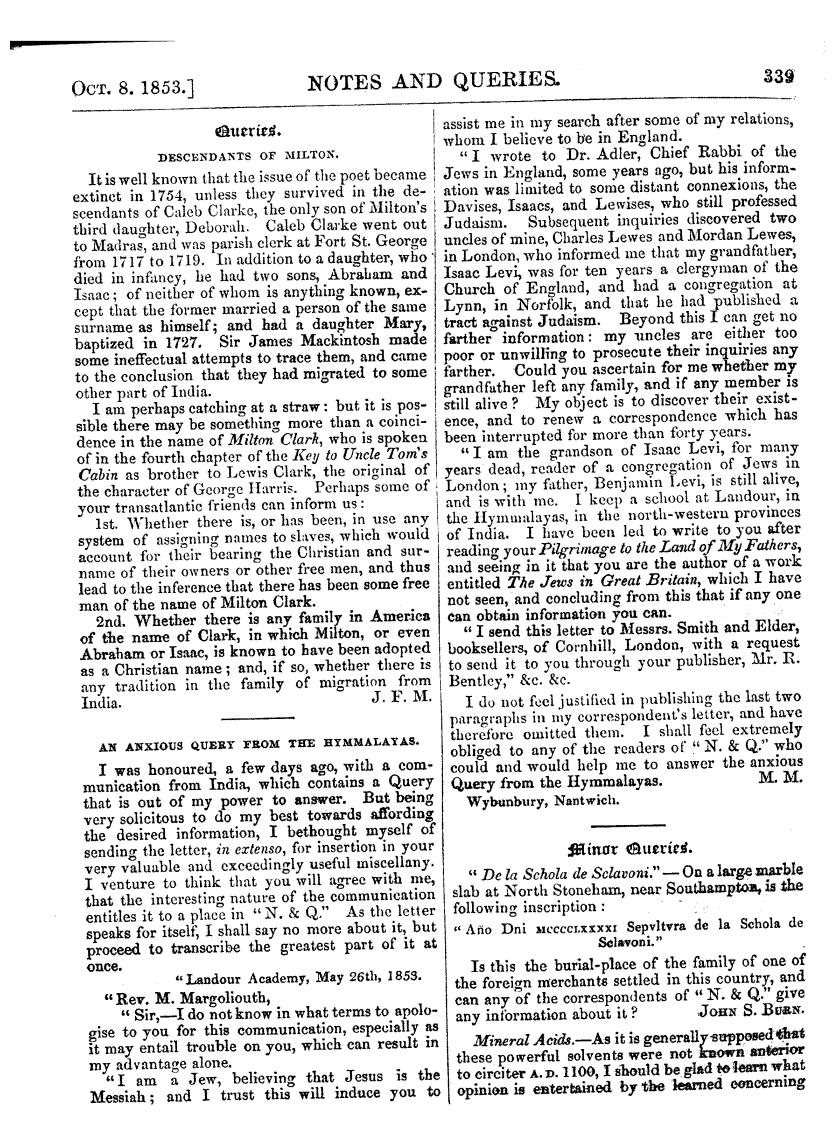 OCT. 8. 1853.]
NOTES AND QUERIES.
339
Queries.
DESCENDANTS OF MILTON.
It is well known that the issue of the poet became
extinct in 1754, unless they survived in the de-
scendants of Caleb Clarke, the only son of Milton's
third daughter, Deborah. Caleb Clarke went out
to Madras, and was parish clerk at Fort St. George
from 1717 to 1719. In addition to a daughter, who
died in infancy, he had two sons, Abraham and
Isaac; of neither of whom is anything known, ex-
cept that the former married a person of the same
surname as himself; and had a daughter Mary,
baptized in 1727. Sir James Mackintosh made
some ineffectual attempts to trace them, and came
to the conclusion that they had migrated to some
other part of India.
I am perhaps catching at a straw: but it is pos-
sible there may be something more than a coinci-
dence in the name of Milton Clark, who is spoken
of in the fourth chapter of the Key to Uncle Tom's
Cabin as brother to Lewis Clark, the original of
the character of George Harris. Perhaps some of
your transatlantic friends can inform us:
1st. Whether there is, or has been, in use any
system of assigning names to slaves, which would
account for their bearing the Christian and sur-
name of their owners or other free men, and thus
lead to the inference that there has been some free
man of the name of Milton Clark.
2nd. Whether there is any family in America
of the name of Clark, in which Milton, or even
Abraham or Isaac, is known to have been adopted
as a Christian name; and, if so, whether there is
any tradition in the family of migration from
India. J. F. M.
AN ANXIOUS QUERY FROM THE HYMMALAYAS.
I was honoured, a few days ago, with a com-
munication from India, which contains a Query
that is out of my power to answer. But being
very solicitous to do my best towards affording
the desired information, I bethought myself of
sending the letter, in extenso, for insertion in your
very valuable and exceedingly useful miscellany.
I venture to think that you will agree with me,
that the interesting nature of the communication
entitles it to a place in "N. & Q." As the letter
speaks for itself, I shall say no more about it, but
proceed to transcribe the greatest part of it at
once.
"Landour Academy, May 26th, 1853.
"Rev. M. Margoliouth,
"Sir,—I do not know in what terms to apolo-
gise to you for this communication, especially as
it may entail trouble on you, which can result in
my advantage alone.
"I am a Jew, believing that Jesus is the
Messiah; and I trust this will induce you to
assist me in my search after some of my relations,
whom I believe to be in England.
"I wrote to Dr. Adler, Chief Rabbi of the
Jews in England, some years ago, but his inform-
ation was limited to some distant connexions, the
Davises, Isaacs, and Lewises, who still professed
Judaism. Subsequent inquiries discovered two
uncles of mine, Charles Lewes and Mordan Lewes,
in London, who informed me that my grandfather,
Isaac Levi, was for ten years a clergyman of the
Church of England, and had a congregation at
Lynn, in Norfolk, and that he had published a
tract against Judaism. Beyond this I can get no
farther information: my uncles are either too
poor or unwilling to prosecute their inquiries any
farther. Could you ascertain for me whether my
grandfather left any family, and if any member is
still alive? My object is to discover their exist-
ence, and to renew a correspondence which has
been interrupted for more than forty years.
"I am the grandson of Isaac Levi, for many
years dead, reader of a congregation of Jews in
London; my father, Benjamin Levi, is still alive,
and is with me. I keep a school at Landour, in
the Hymmalayas, in the north-western provinces
of India. I have been led to write to you after
reading your Pilgrimage to the Land of My Fathers,
and seeing in it that you are the author of a work
entitled The Jews in Great Britain, which I have
not seen, and concluding from this that if any one
can obtain information you can.
"I send this letter to Messrs. Smith and Elder,
booksellers, of Cornhill, London, with a request
to send it to you through your publisher, Mr. R.
Bentley," &c. &c.
I do not feel justified in publishing the last two
paragraphs in my correspondent's letter, and have
therefore omitted them. I shall feel extremely
obliged to any of the readers of "N. & Q." who
could and would help me to answer the anxious
Query from the Hymmalayas. M. M.
Wybunbury, Nantwich.
Minor Queries.
"De la Schola de Sclavoni."—On a large marble
slab at North Stoneham, near Southampton, is the
following inscription:
"Año Dni MCCCCLXXXXI Sepvltvra de la Schola de
Sclavoni."
Is this the burial-place of the family of one of
the foreign merchants settled in this country, and
can any of the correspondents of "N. & Q." give
any information about it? JOHN S. BURN.
Mineral Acids.—As it is generally supposed that
these powerful solvents were not known anterior
to circiter A.D. 1100, I should be glad to learn what
opinion is entertained by the learned concerning